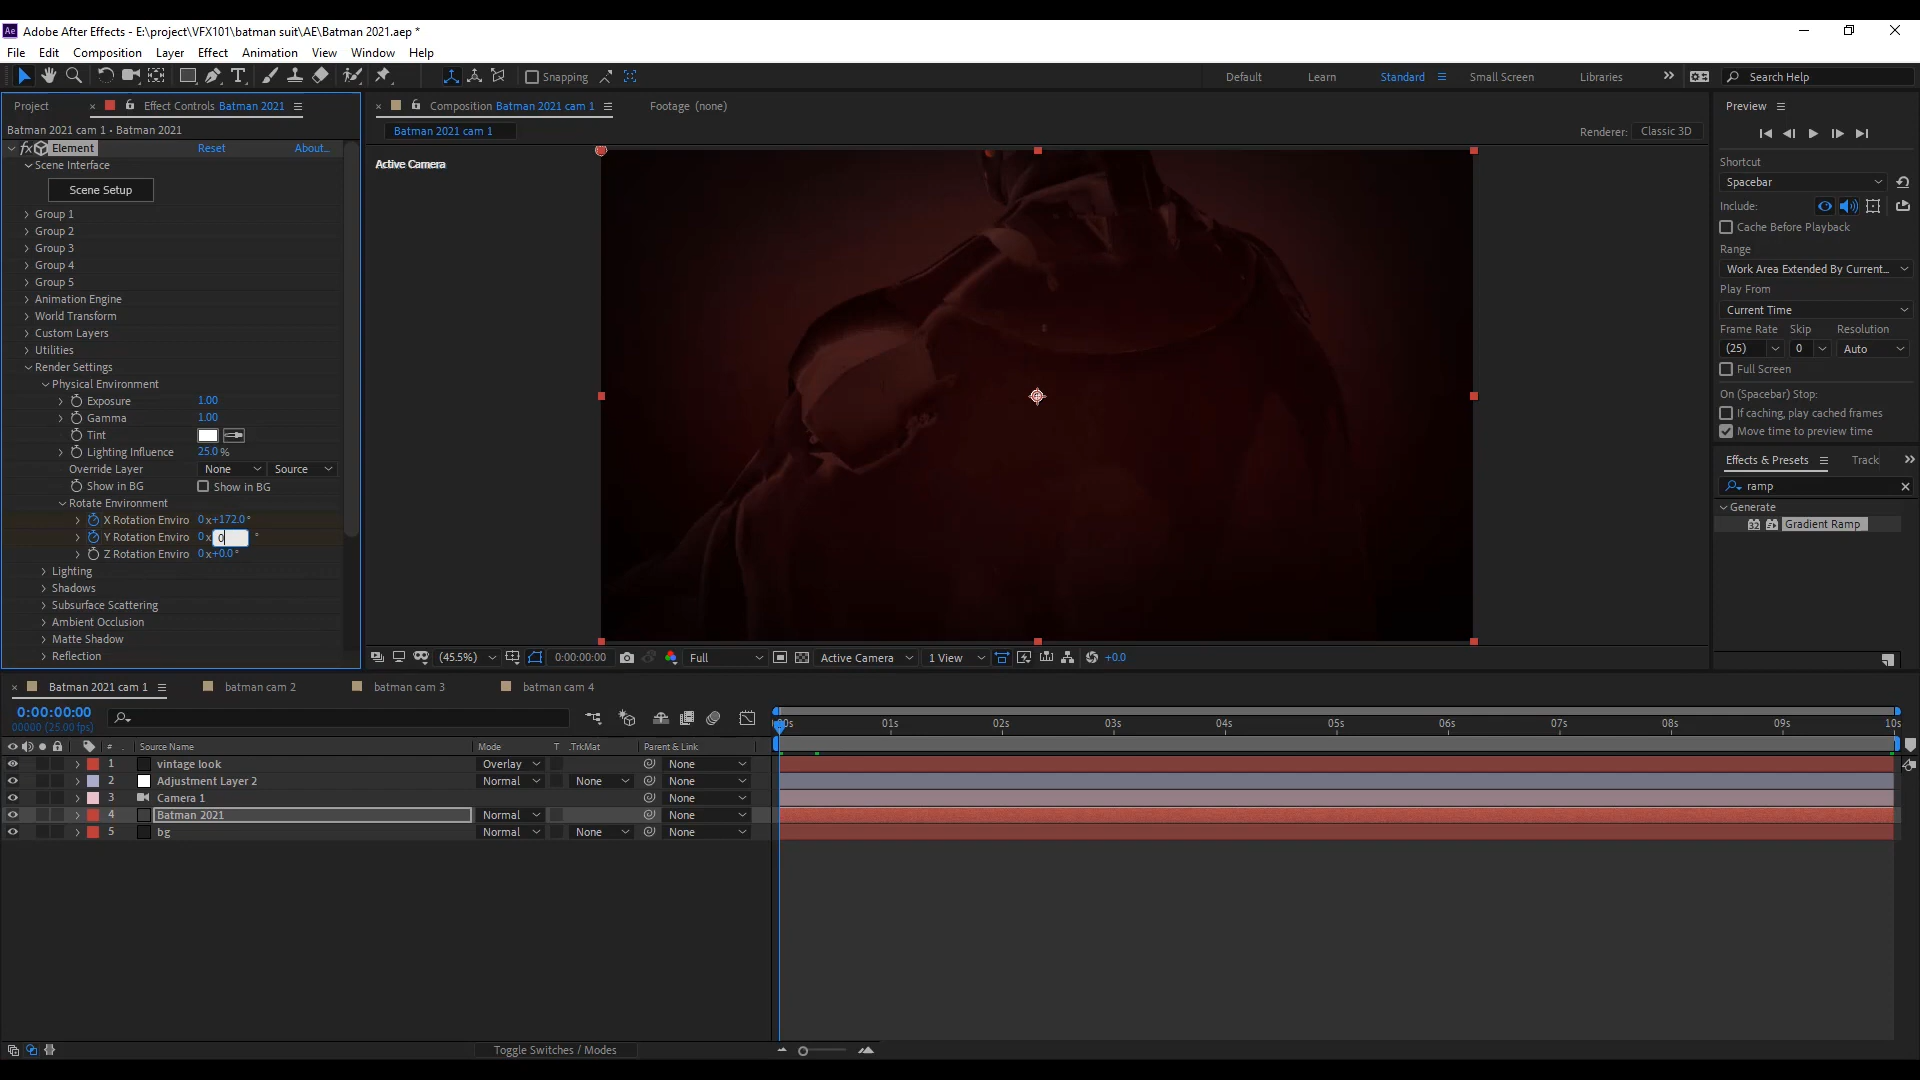 Adobe After Effects - E:\project\VFX101\batman suit\AE\Batman 2021.aep *
File Edit Composition Layer Effect Animation View Window Help
Snapping Default Learn Standard Small Screen Libraries Search Help
Project Effect Controls Batman 2021 Composition Batman 2021 cam 1 Footage (none) Preview
Batman 2021 cam 1 • Batman 2021
Batman 2021 cam 1 Renderer: Classic 3D
fx Element Reset About...
Scene Interface
Active Camera
Scene Setup
Group 1
Group 2
Group 3
Group 4
Group 5
Animation Engine
World Transform
Custom Layers
Utilities
Render Settings
Physical Environment
Exposure 1.00
Gamma 1.00
Tint
Lighting Influence 25.0 %
Override Layer None Source
Show in BG Show in BG
Rotate Environment
X Rotation Enviro 0x+172.0°
Y Rotation Enviro 0x 0 °
Z Rotation Enviro 0x+0.0°
Lighting
Shadows
Subsurface Scattering
Ambient Occlusion
Matte Shadow
Reflection
(45.5%) 0:00:00:00 Full Active Camera 1 View +0.0
Shortcut
Spacebar
Include:
Cache Before Playback
Range
Work Area Extended By Current...
Play From
Current Time
Frame Rate Skip Resolution
(25) 0 Auto
Full Screen
On (Spacebar) Stop:
If caching, play cached frames
Move time to preview time
Effects & Presets Track
ramp
Generate
32 Gradient Ramp
Batman 2021 cam 1 batman cam 2 batman cam 3 batman cam 4
0:00:00:00
00000 (25.00 fps)
00s 01s 02s 03s 04s 05s 06s 07s 08s 09s 10s
# Source Name Mode T .TrkMat Parent & Link
1 vintage look Overlay None
2 Adjustment Layer 2 Normal None None
3 Camera 1 None
4 Batman 2021 Normal None
5 bg Normal None None
Toggle Switches / Modes